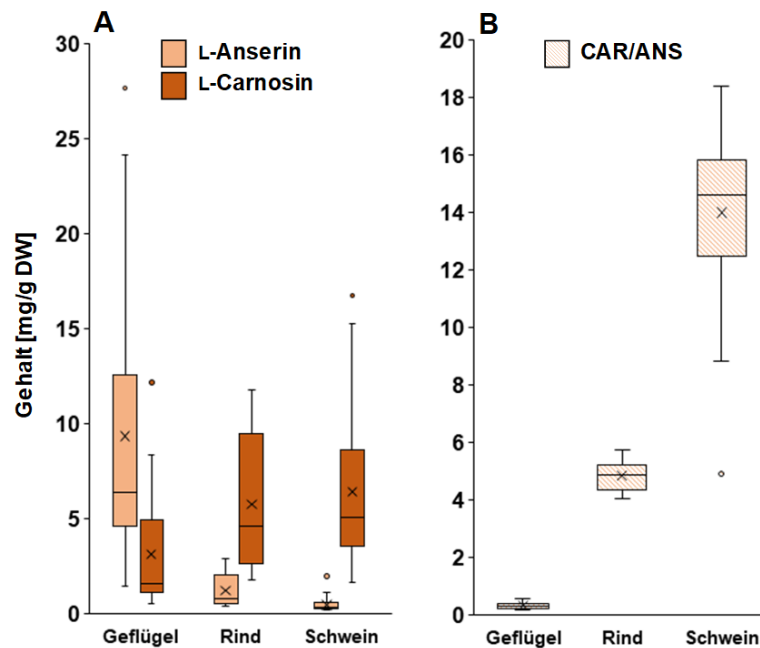 A
L-Anserin
L-Carnosin
Gehalt [mg/g DW]
30
25
20
15
10
5
0
Geflügel Rind Schwein
B
CAR/ANS
20
18
16
14
12
10
8
6
4
2
0
Geflügel Rind Schwein